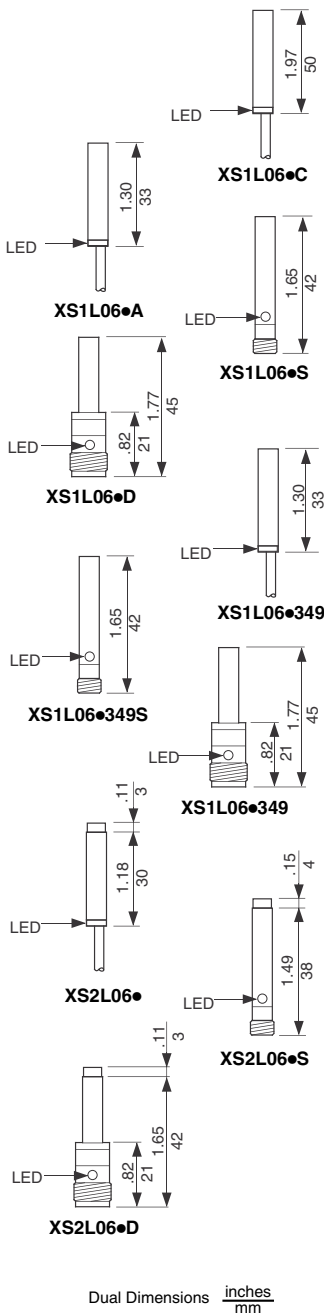 1.97
50
LED
XS1L06●C
1.30
33
LED
XS1L06●A
1.65
42
LED
XS1L06●S
1.77
45
.82
21
LED
XS1L06●D
1.30
33
LED
XS1L06●349
1.65
42
LED
XS1L06●349S
1.77
45
.82
21
LED
XS1L06●349
.11
3
1.18
30
LED
XS2L06●
.15
4
1.49
38
LED
XS2L06●S
.11
3
1.65
42
.82
21
LED
XS2L06●D
Dual Dimensions inches
mm